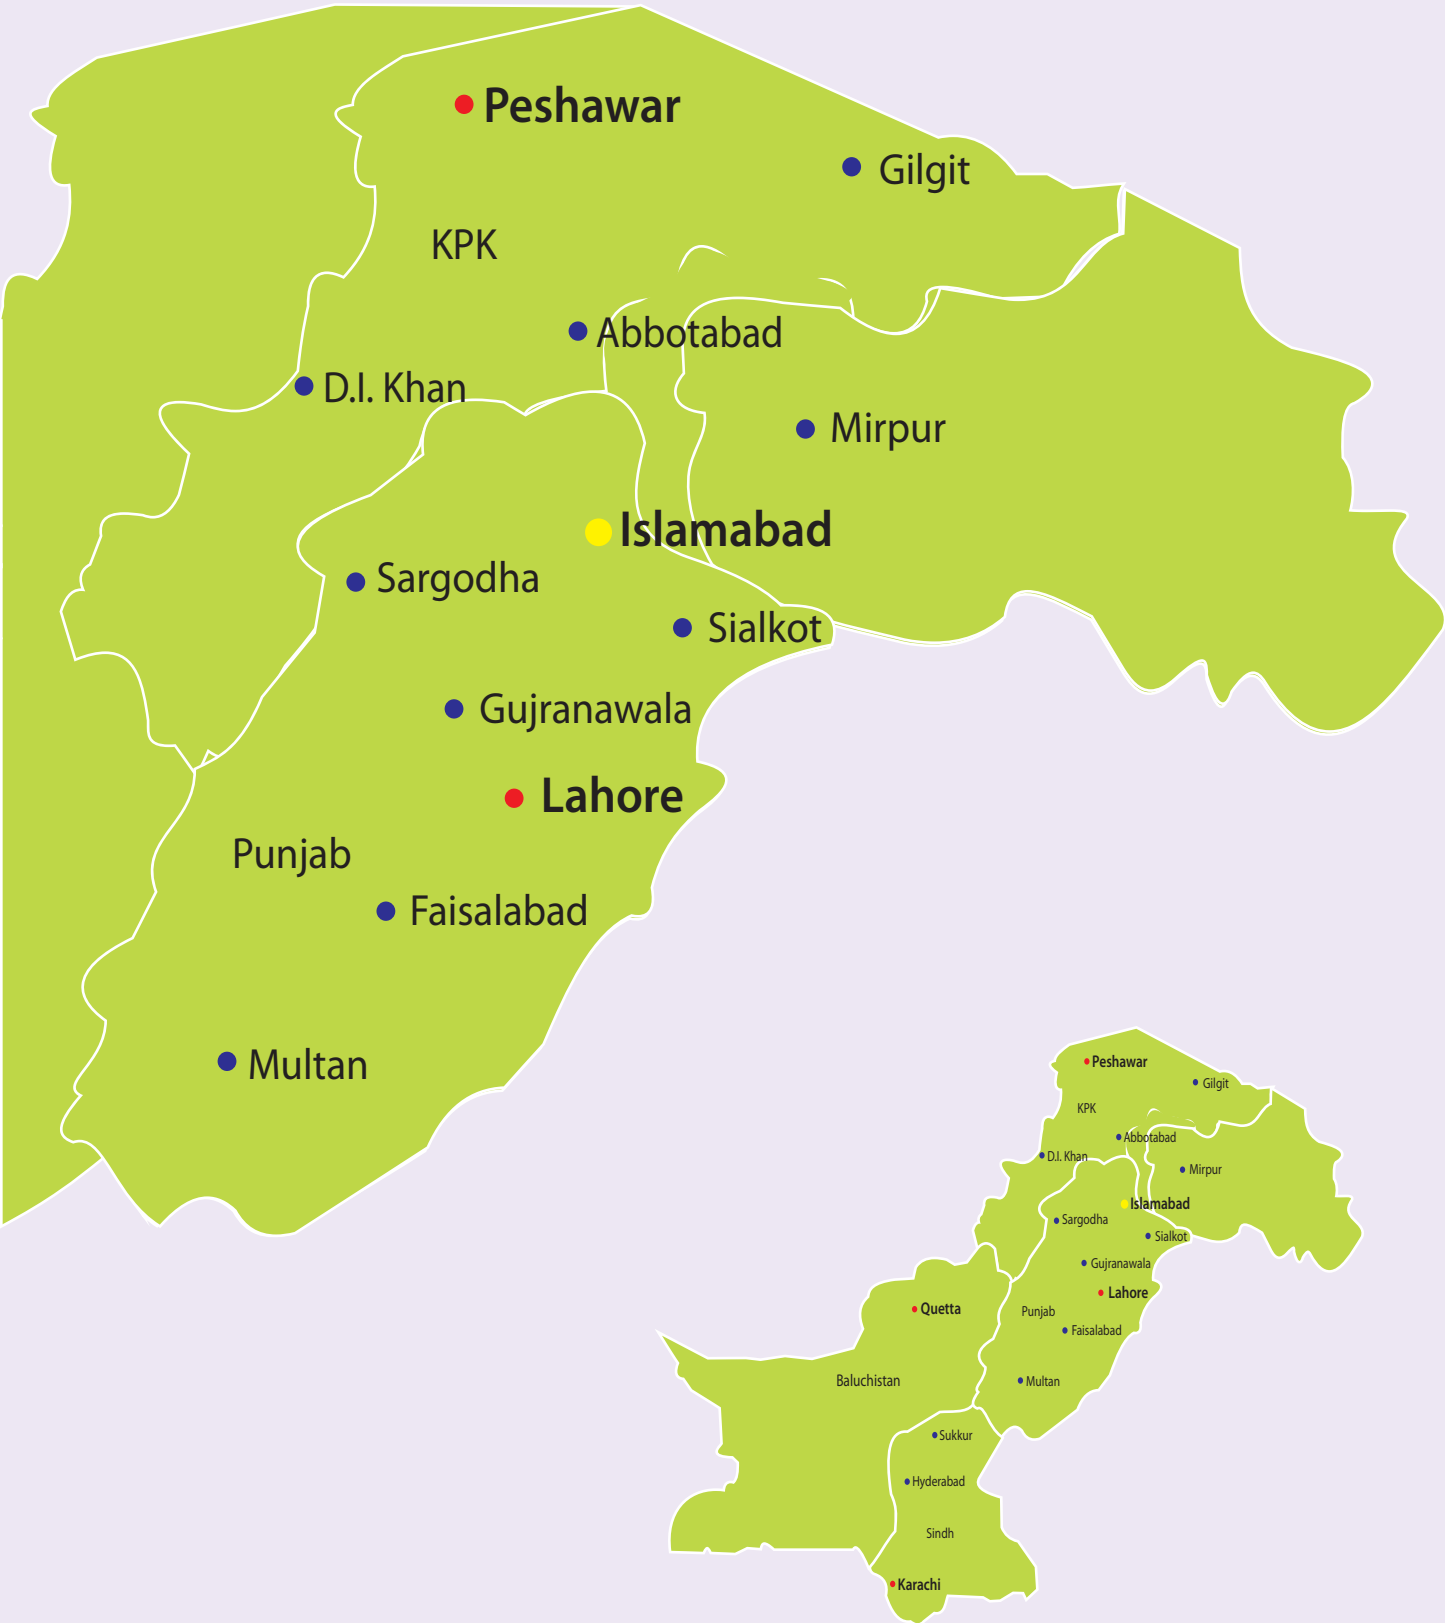 Peshawar
Gilgit
KPK
Abbotabad
D.I. Khan
Mirpur
Islamabad
Sargodha
Sialkot
Gujranawala
Lahore
Punjab
Faisalabad
Multan
Peshawar
Gilgit
KPK
Abbotabad
D.I. Khan
Mirpur
Islamabad
Sargodha
Sialkot
Gujranawala
Lahore
Quetta
Punjab
Faisalabad
Baluchistan
Multan
Sukkur
Hyderabad
Sindh
Karachi